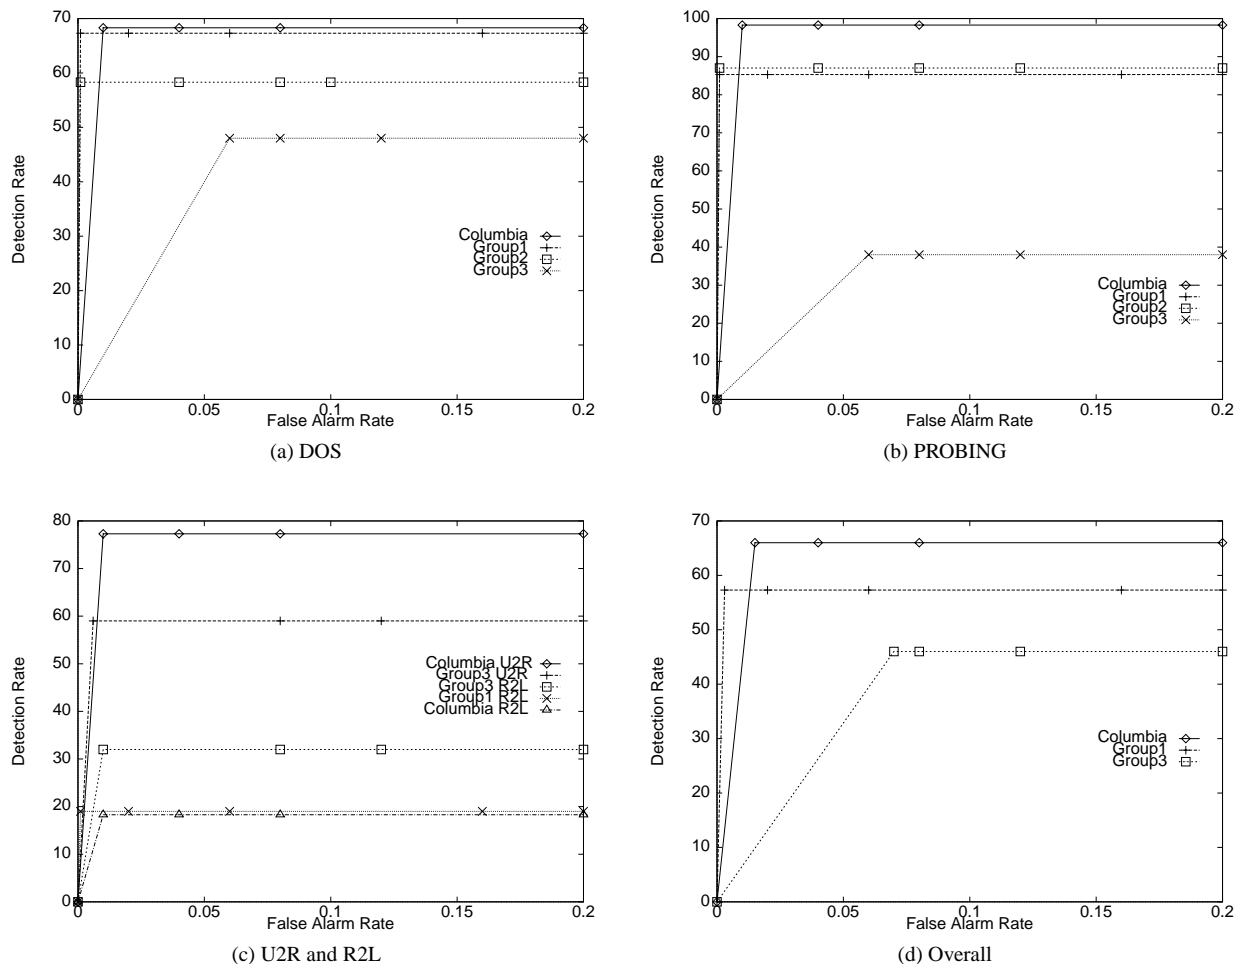 70
60
50
40
30
20
10
0
Detection Rate
Columbia
Group1
Group2
Group3
0 0.05 0.1 0.15 0.2
False Alarm Rate
(a) DOS
100
90
80
70
60
50
40
30
20
10
0
Detection Rate
Columbia
Group1
Group2
Group3
0 0.05 0.1 0.15 0.2
False Alarm Rate
(b) PROBING
80
70
60
50
40
30
20
10
0
Detection Rate
Columbia U2R
Group3 U2R
Group3 R2L
Group1 R2L
Columbia R2L
0 0.05 0.1 0.15 0.2
False Alarm Rate
(c) U2R and R2L
70
60
50
40
30
20
10
0
Detection Rate
Columbia
Group1
Group3
0 0.05 0.1 0.15 0.2
False Alarm Rate
(d) Overall